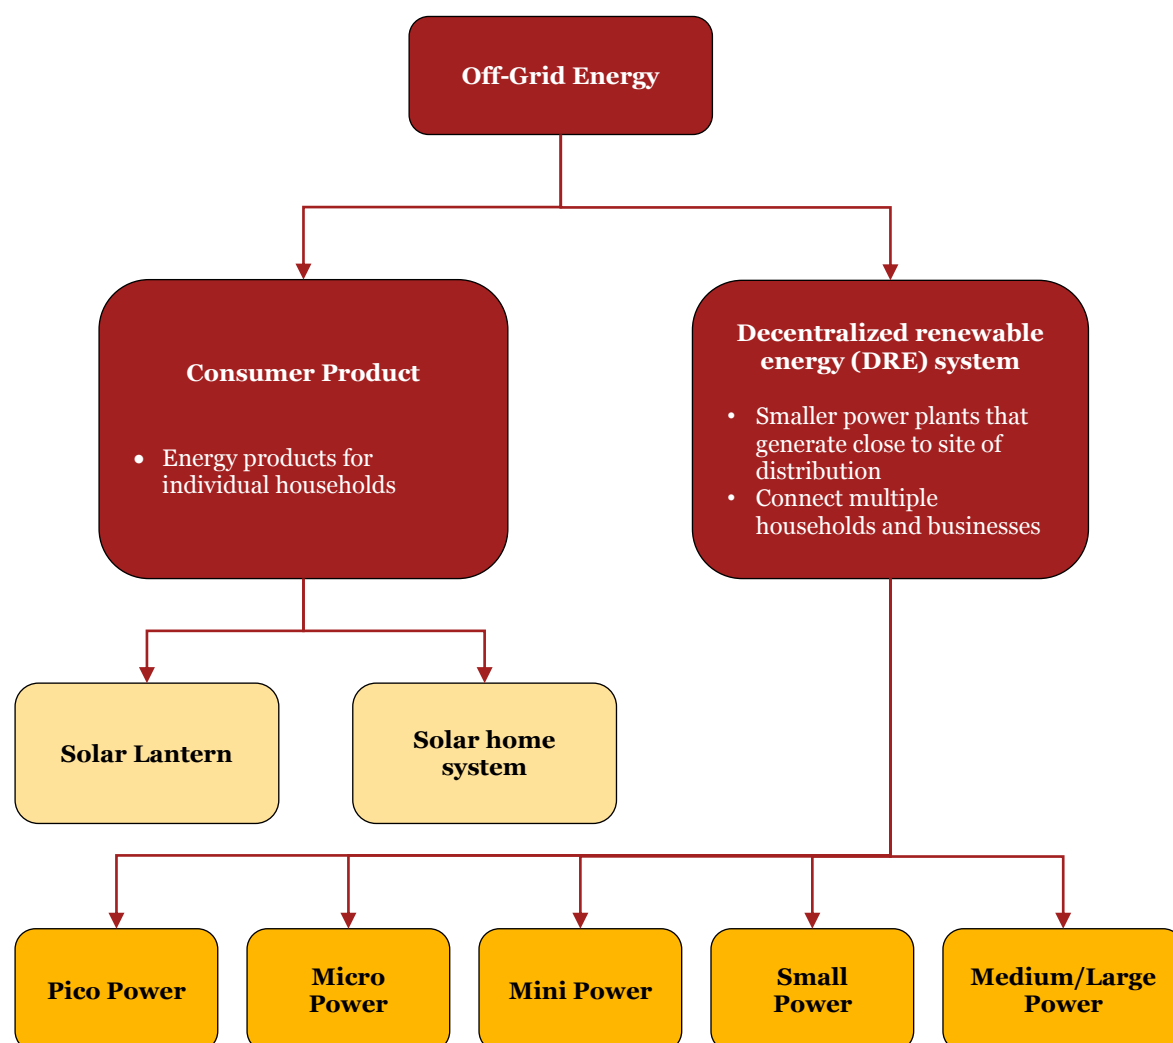 Off-Grid Energy
Consumer Product
• Energy products for
individual households
Decentralized renewable
energy (DRE) system
• Smaller power plants that
generate close to site of
distribution
• Connect multiple
households and businesses
Solar Lantern
Solar home
system
Pico Power
Micro
Power
Mini Power
Small
Power
Medium/Large
Power